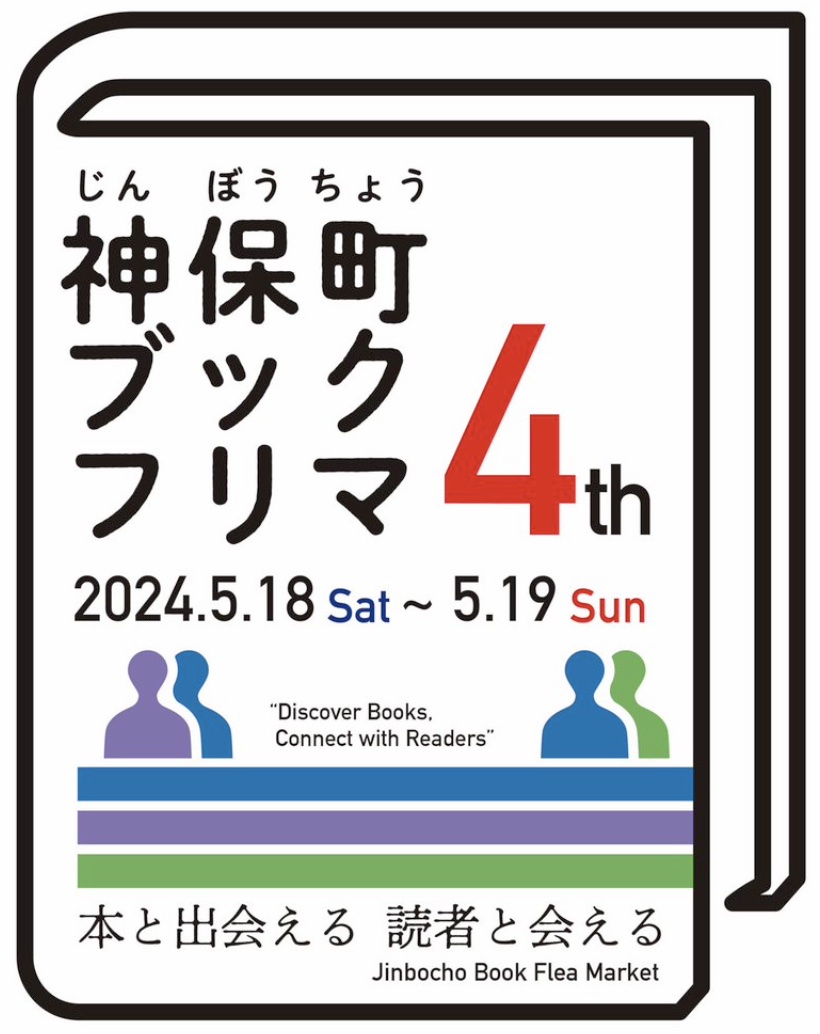 じんぼうちょう
神保町
ブック
フリマ
4th
2024.5.18 Sat ~ 5.19 Sun
“Discover Books,
Connect with Readers”
本と出会える 読者と会える
Jinbocho Book Flea Market